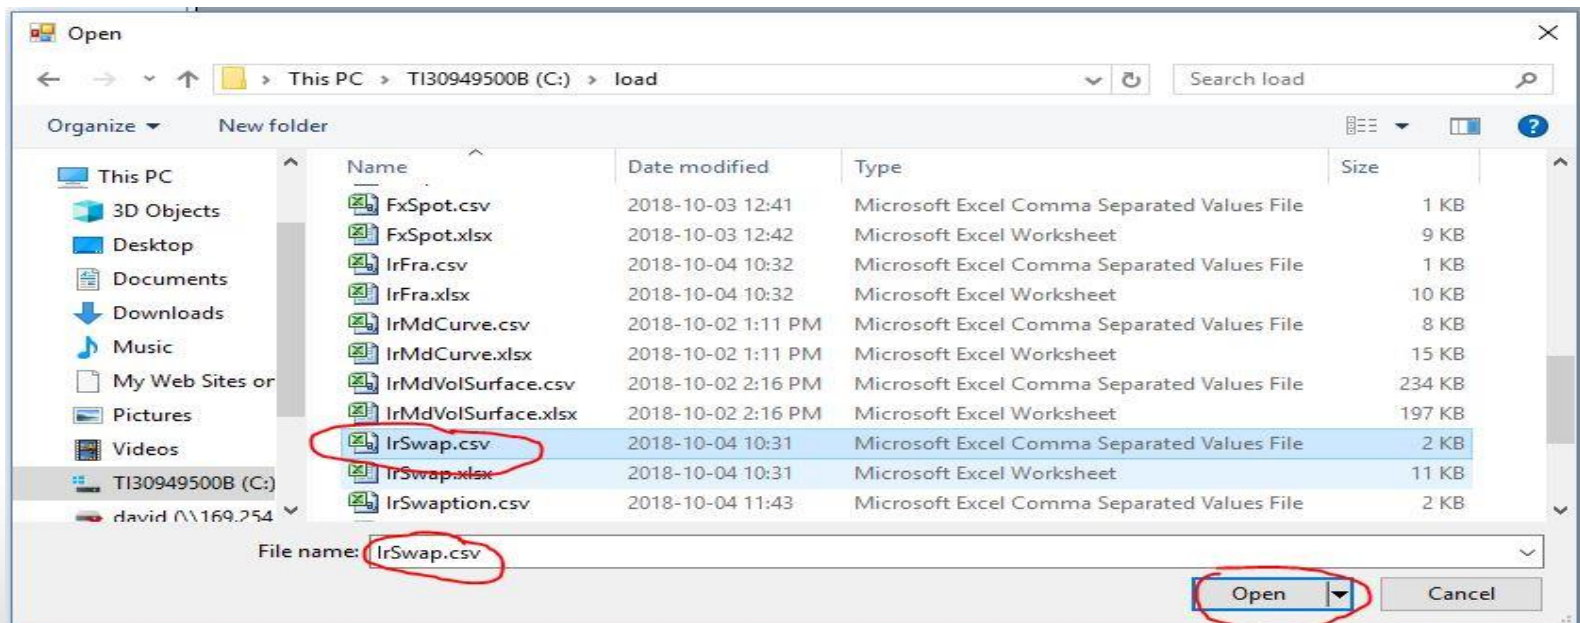 Open
This PC > TI30949500B (C:) > load
Search load
Organize
New folder
Name
Date modified
Type
Size
This PC
3D Objects
Desktop
Documents
Downloads
Music
My Web Sites or
Pictures
Videos
TI30949500B (C:)
david (\\169.254
FxSpot.csv 2018-10-03 12:41 Microsoft Excel Comma Separated Values File 1 KB
FxSpot.xlsx 2018-10-03 12:42 Microsoft Excel Worksheet 9 KB
IrFra.csv 2018-10-04 10:32 Microsoft Excel Comma Separated Values File 1 KB
IrFra.xlsx 2018-10-04 10:32 Microsoft Excel Worksheet 10 KB
IrMdCurve.csv 2018-10-02 1:11 PM Microsoft Excel Comma Separated Values File 8 KB
IrMdCurve.xlsx 2018-10-02 1:11 PM Microsoft Excel Worksheet 15 KB
IrMdVolSurface.csv 2018-10-02 2:16 PM Microsoft Excel Comma Separated Values File 234 KB
IrMdVolSurface.xlsx 2018-10-02 2:16 PM Microsoft Excel Worksheet 197 KB
IrSwap.csv 2018-10-04 10:31 Microsoft Excel Comma Separated Values File 2 KB
IrSwap.xlsx 2018-10-04 10:31 Microsoft Excel Worksheet 11 KB
IrSwaption.csv 2018-10-04 11:43 Microsoft Excel Comma Separated Values File 2 KB
File name: IrSwap.csv
Open
Cancel